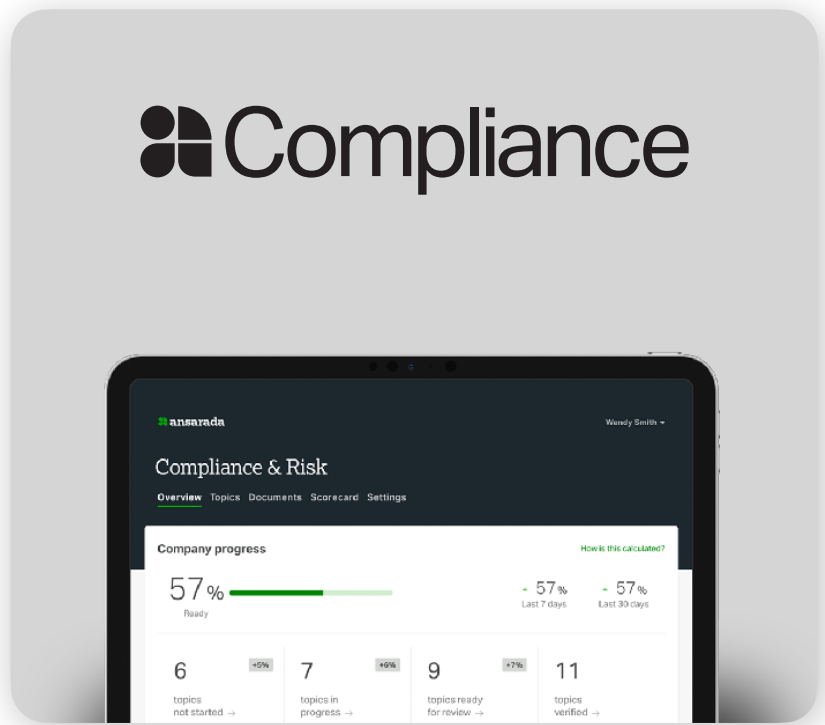 Compliance
ansarada
Wendy Smith
Compliance & Risk
Overview Topics Documents Scorecard Settings
Company progress
How is this calculated?
57%
Ready
57%
Last 7 days
57%
Last 30 days
6
+5%
topics
not started →
7
+6%
topics in
progress →
9
+7%
topics ready
for review →
11
topics
verified →